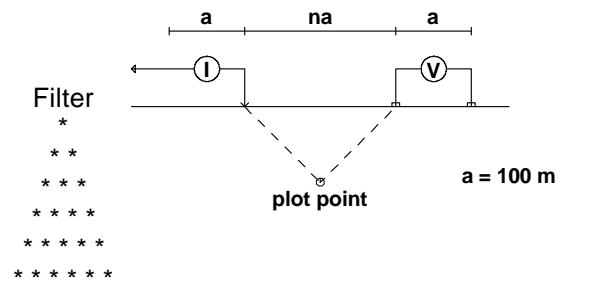 a na a
I V
Filter
*
* *
* * *
* * * *
* * * * *
* * * * * *
a = 100 m
plot point